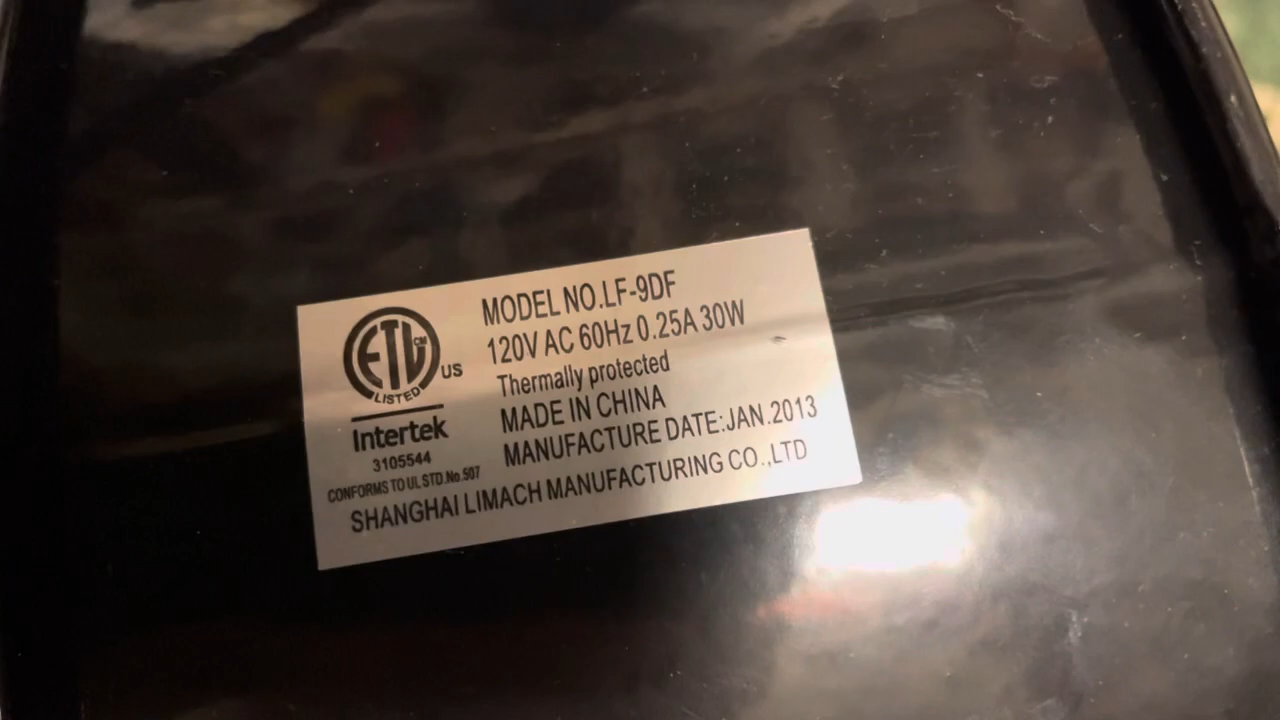 ETL CM
US
LISTED
Intertek
3105544
CONFORMS TO UL STD.No.507
MODEL NO.LF-9DF
120V AC 60Hz 0.25A 30W
Thermally protected
MADE IN CHINA
MANUFACTURE DATE:JAN.2013
SHANGHAI LIMACH MANUFACTURING CO.,LTD